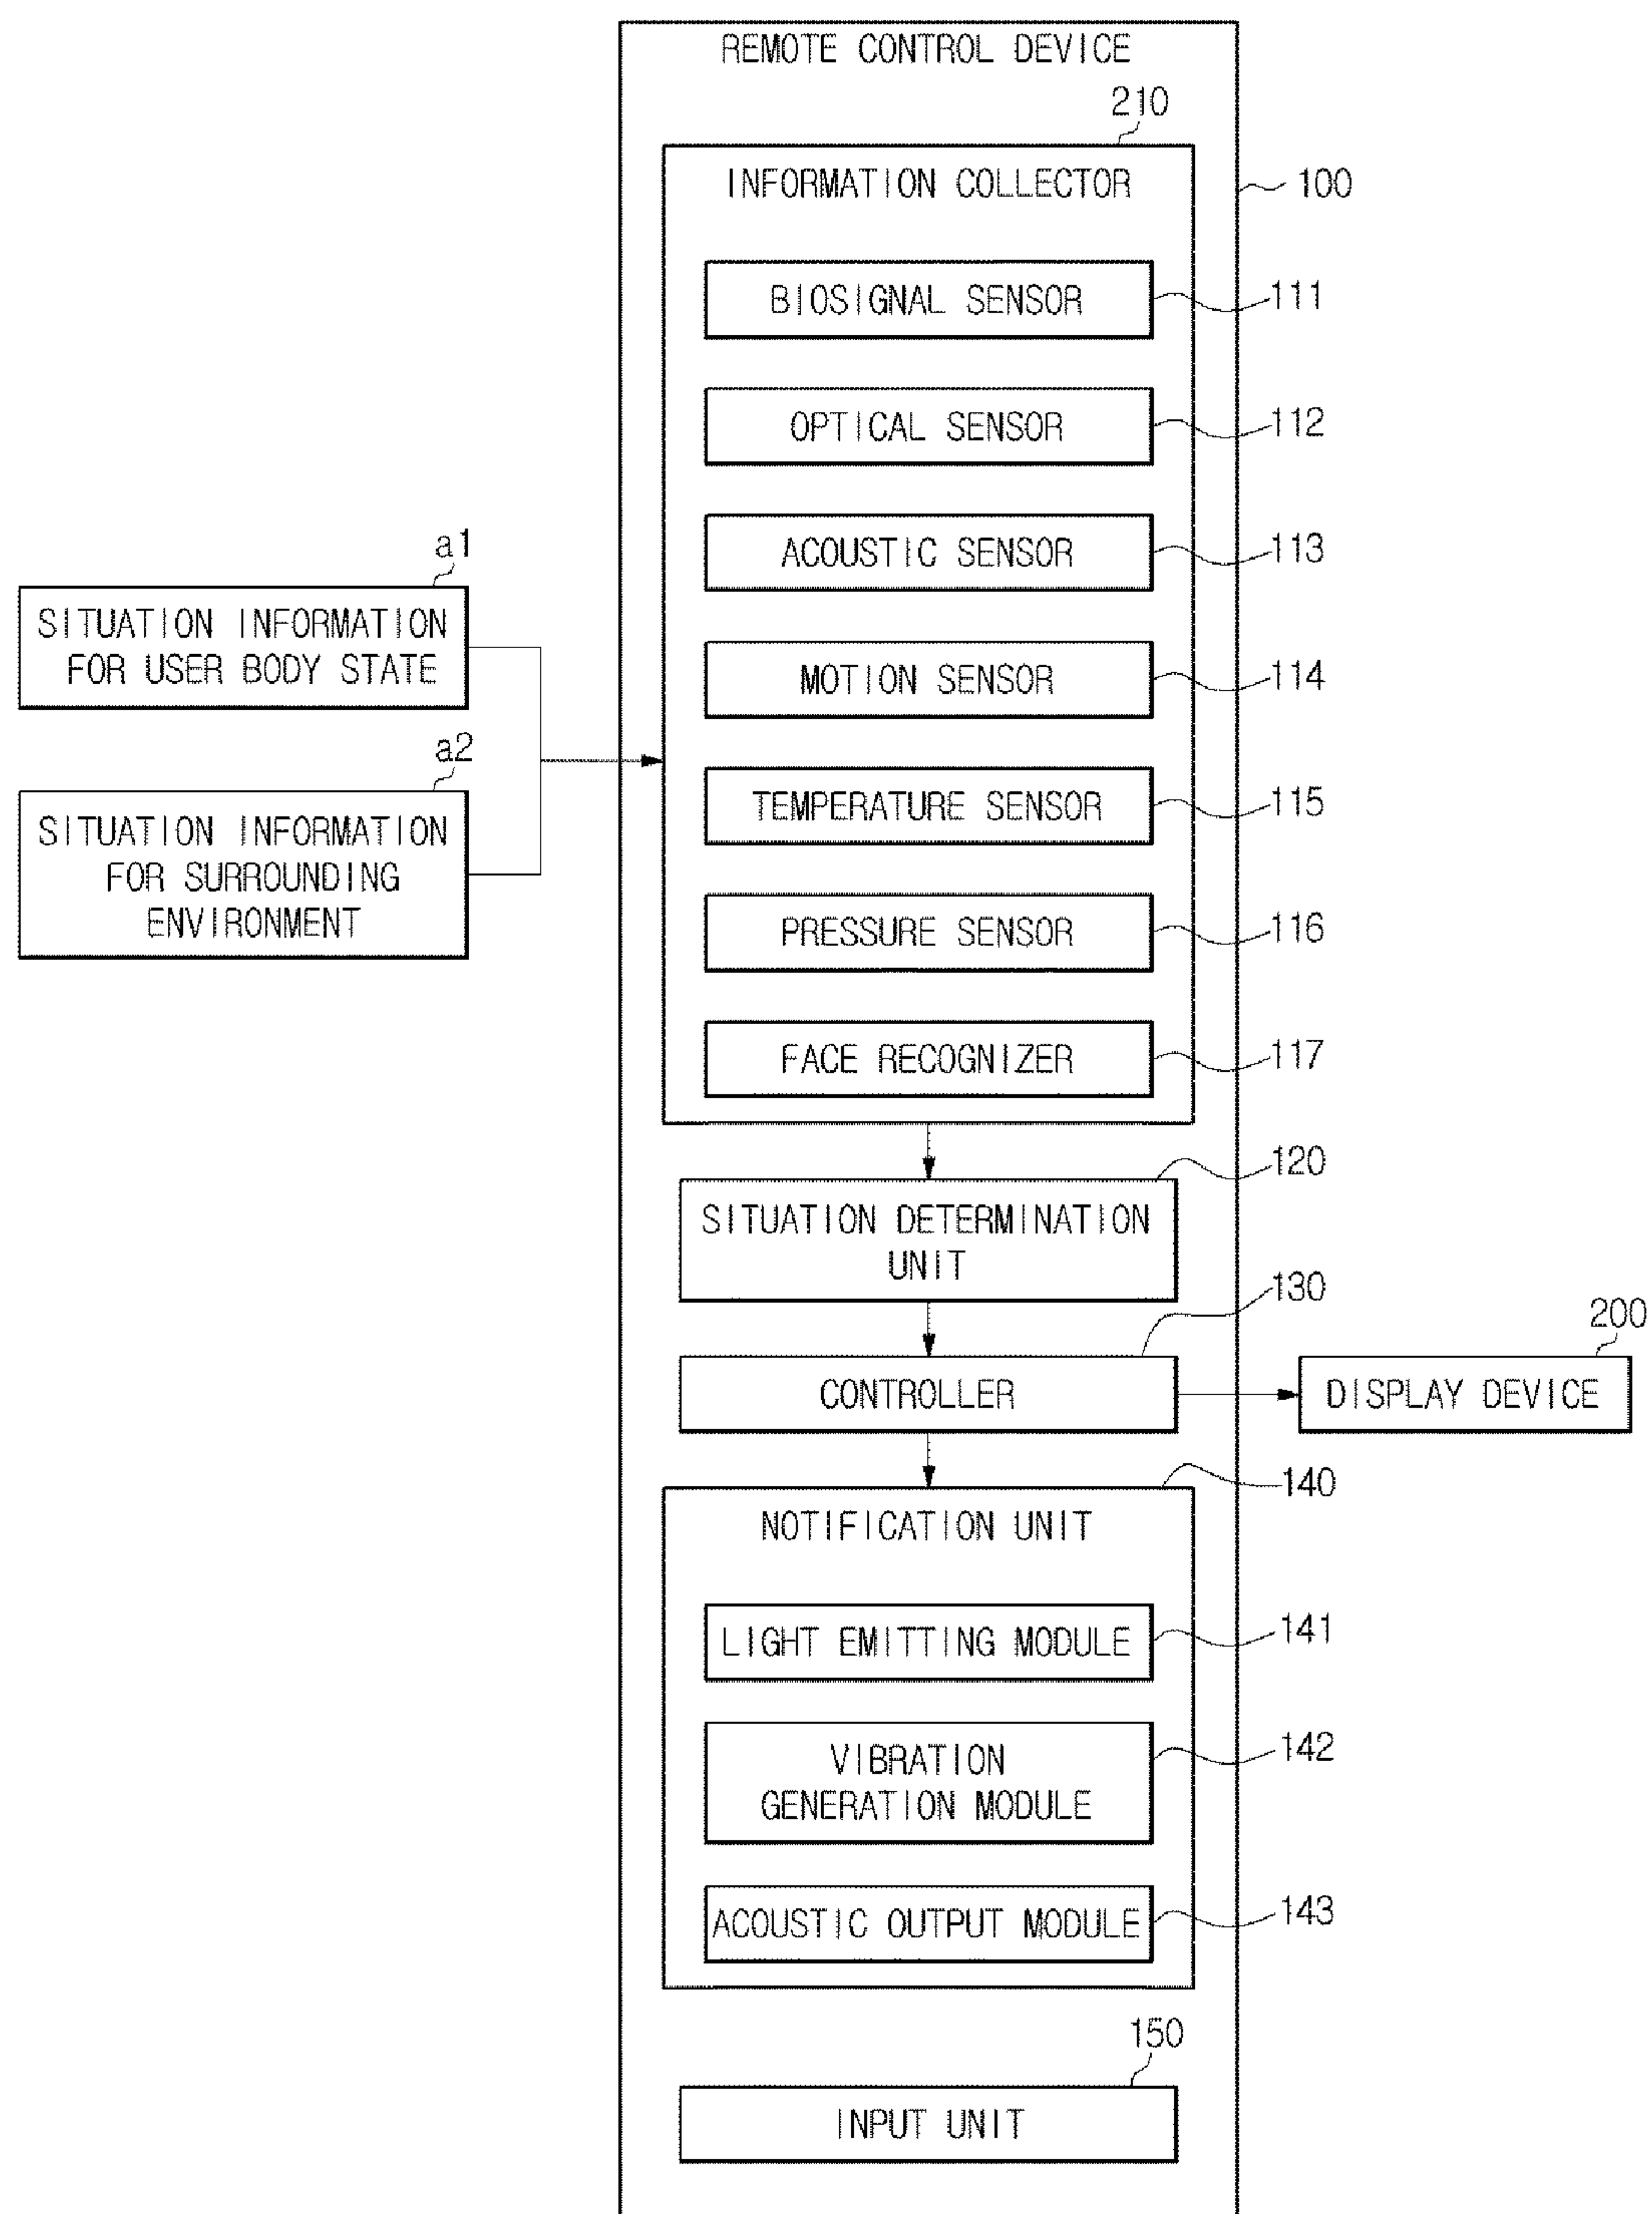 REMOTE CONTROL DEVICE
210
INFORMATION COLLECTOR
100
BIOSIGNAL SENSOR
111
OPTICAL SENSOR
112
ACOUSTIC SENSOR
113
a1
SITUATION INFORMATION
FOR USER BODY STATE
MOTION SENSOR
114
a2
SITUATION INFORMATION
FOR SURROUNDING
ENVIRONMENT
TEMPERATURE SENSOR
115
PRESSURE SENSOR
116
FACE RECOGNIZER
117
120
SITUATION DETERMINATION
UNIT
130
CONTROLLER
200
DISPLAY DEVICE
140
NOTIFICATION UNIT
LIGHT EMITTING MODULE
141
VIBRATION
GENERATION MODULE
142
ACOUSTIC OUTPUT MODULE
143
150
INPUT UNIT